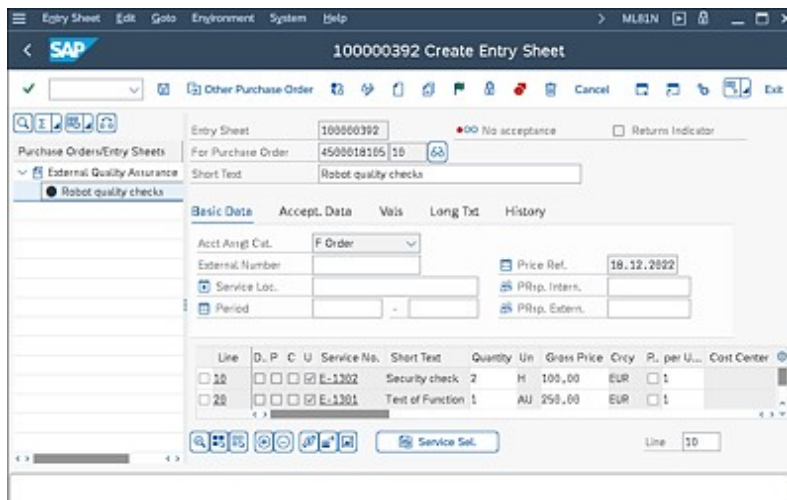 Entry Sheet Edit Goto Environment System Help ML81N
SAP 100000392 Create Entry Sheet
Other Purchase Order Cancel Exit
Entry Sheet 100000392 No acceptance Returns Indicator
Purchase Orders/Entry Sheets For Purchase Order 4500018105 10
External Quality Assurance Short Text Robot quality checks
Robot quality checks
Basic Data Accept. Data Vals Long Txt History
Acct Assgt Cat. F Order
External Number Price Ref. 18.12.2022
Service Loc. PRsp. Intern.
Period - PRsp. Extern.
Line D.. P C U Service No. Short Text Quantity Un Gross Price Crcy P.. per U... Cost Center
10 E-1302 Security check 2 H 100,00 EUR 1
20 E-1301 Test of Function 1 AU 250,00 EUR 1
Service Sel. Line 10